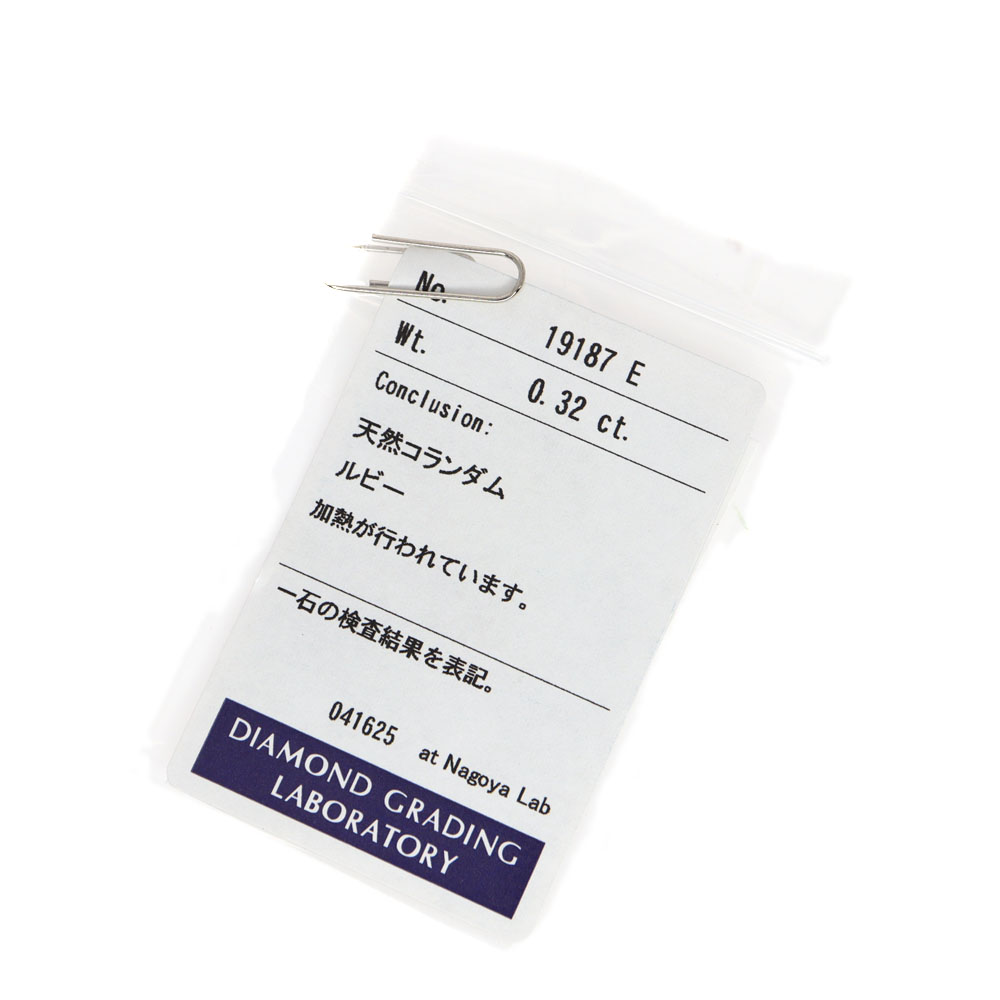 No. 19187 E
Wt. 0.32 ct.
Conclusion:
天然コランダム
ルビー
加熱が行われています。
一石の検査結果を表記。
041625 at Nagoya Lab
DIAMOND GRADING
LABORATORY